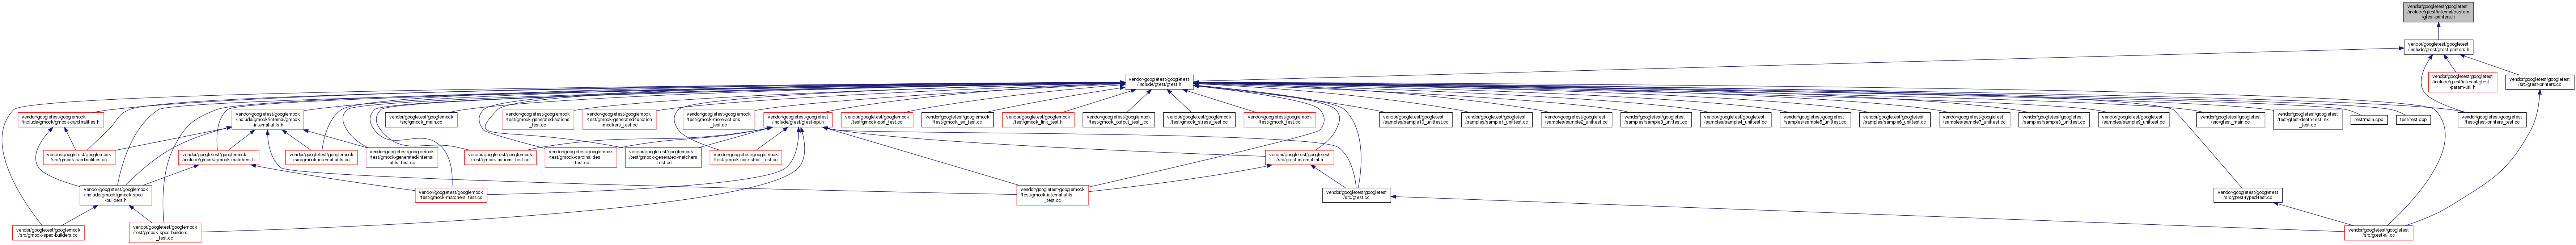 vendor/googletest/googletest
/include/gtest/internal/custom
/gtest-printers.h
vendor/googletest/googletest
/include/gtest/gtest-printers.h
vendor/googletest/googletest
/include/gtest/gtest.h
vendor/googletest/googletest
/include/gtest/internal/gtest
-param-util.h
vendor/googletest/googletest
/src/gtest-printers.cc
vendor/googletest/googlemock
/include/gmock/gmock-cardinalities.h
vendor/googletest/googlemock
/include/gmock/internal/gmock
-internal-utils.h
vendor/googletest/googlemock
/src/gmock_main.cc
vendor/googletest/googlemock
/test/gmock-generated-actions
_test.cc
vendor/googletest/googlemock
/test/gmock-generated-function
-mockers_test.cc
vendor/googletest/googlemock
/test/gmock-more-actions
_test.cc
vendor/googletest/googletest
/include/gtest/gtest-spi.h
vendor/googletest/googlemock
/test/gmock-port_test.cc
vendor/googletest/googlemock
/test/gmock_ex_test.cc
vendor/googletest/googlemock
/test/gmock_link_test.h
vendor/googletest/googlemock
/test/gmock_output_test_.cc
vendor/googletest/googlemock
/test/gmock_stress_test.cc
vendor/googletest/googlemock
/test/gmock_test.cc
vendor/googletest/googletest
/samples/sample10_unittest.cc
vendor/googletest/googletest
/samples/sample1_unittest.cc
vendor/googletest/googletest
/samples/sample2_unittest.cc
vendor/googletest/googletest
/samples/sample3_unittest.cc
vendor/googletest/googletest
/samples/sample4_unittest.cc
vendor/googletest/googletest
/samples/sample5_unittest.cc
vendor/googletest/googletest
/samples/sample6_unittest.cc
vendor/googletest/googletest
/samples/sample7_unittest.cc
vendor/googletest/googletest
/samples/sample8_unittest.cc
vendor/googletest/googletest
/samples/sample9_unittest.cc
vendor/googletest/googletest
/src/gtest_main.cc
vendor/googletest/googletest
/test/gtest-death-test_ex
_test.cc
test/main.cpp
test/test.cpp
vendor/googletest/googletest
/test/gtest-printers_test.cc
vendor/googletest/googlemock
/src/gmock-cardinalities.cc
vendor/googletest/googlemock
/include/gmock/gmock-matchers.h
vendor/googletest/googlemock
/src/gmock-internal-utils.cc
vendor/googletest/googlemock
/test/gmock-generated-internal
-utils_test.cc
vendor/googletest/googlemock
/test/gmock-actions_test.cc
vendor/googletest/googlemock
/test/gmock-cardinalities
_test.cc
vendor/googletest/googlemock
/test/gmock-generated-matchers
_test.cc
vendor/googletest/googlemock
/test/gmock-nice-strict_test.cc
vendor/googletest/googletest
/src/gtest-internal-inl.h
vendor/googletest/googlemock
/include/gmock/gmock-spec
-builders.h
vendor/googletest/googlemock
/test/gmock-matchers_test.cc
vendor/googletest/googlemock
/test/gmock-internal-utils
_test.cc
vendor/googletest/googletest
/src/gtest.cc
vendor/googletest/googletest
/test/gtest-typed-test.cc
vendor/googletest/googlemock
/src/gmock-spec-builders.cc
vendor/googletest/googlemock
/test/gmock-spec-builders
_test.cc
vendor/googletest/googletest
/src/gtest-all.cc